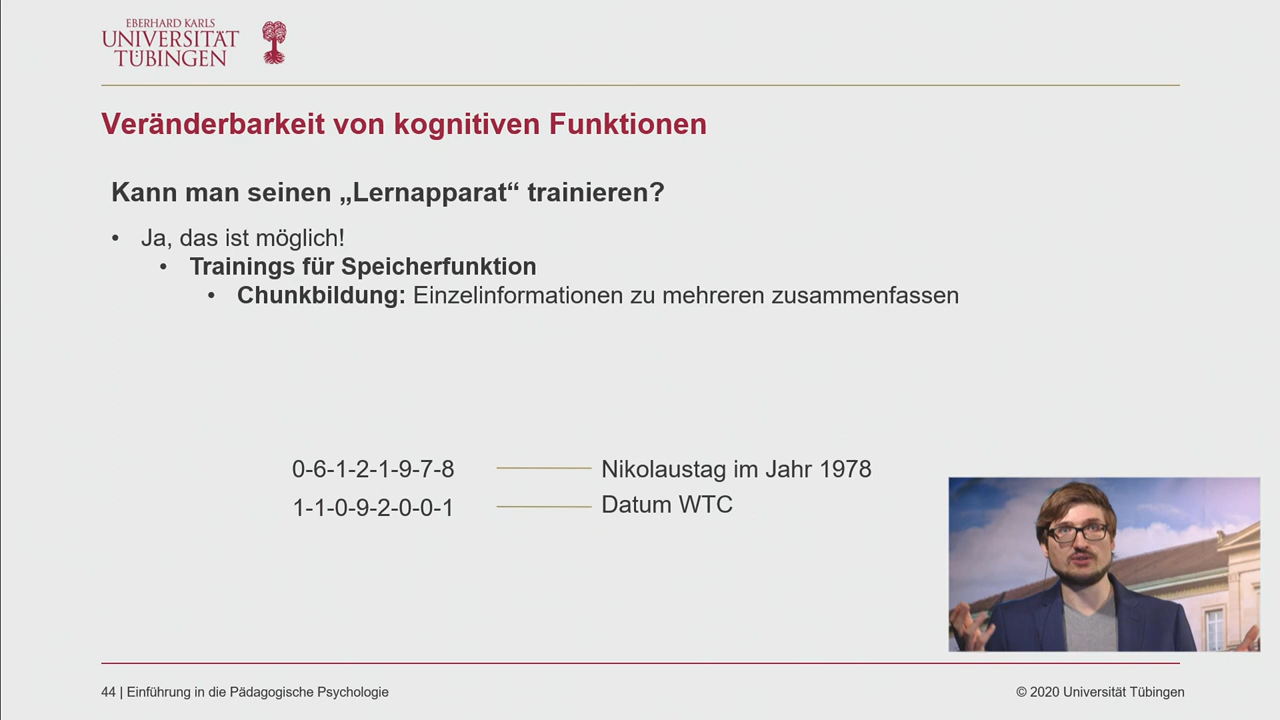 EBERHARD KARLS
UNIVERSITÄT
TÜBINGEN
Veränderbarkeit von kognitiven Funktionen
Kann man seinen „Lernapparat“ trainieren?
• Ja, das ist möglich!
• Trainings für Speicherfunktion
• Chunkbildung: Einzelinformationen zu mehreren zusammenfassen
0-6-1-2-1-9-7-8 Nikolaustag im Jahr 1978
1-1-0-9-2-0-0-1 Datum WTC
44 | Einführung in die Pädagogische Psychologie
© 2020 Universität Tübingen